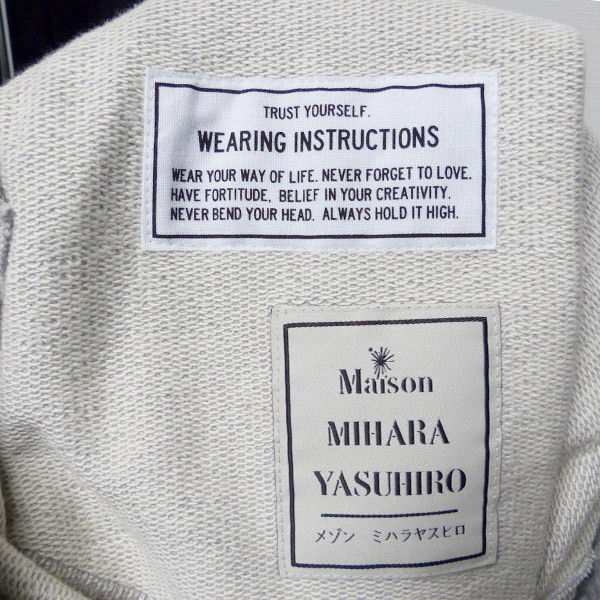 TRUST YOURSELF.
WEARING INSTRUCTIONS
WEAR YOUR WAY OF LIFE. NEVER FORGET TO LOVE.
HAVE FORTITUDE, BELIEF IN YOUR CREATIVITY.
NEVER BEND YOUR HEAD. ALWAYS HOLD IT HIGH.
Maison
MIHARA
YASUHIRO
メゾン ミハラヤスヒロ